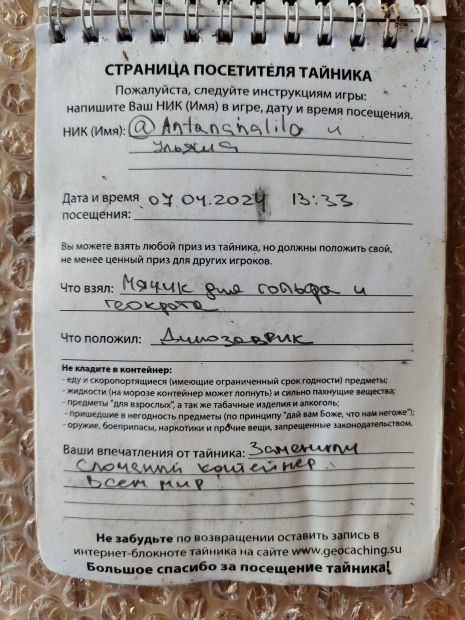 СТРАНИЦА ПОСЕТИТЕЛЯ ТАЙНИКА
Пожалуйста, следуйте инструкциям игры:
напишите Ваш НИК (Имя) в игре, дату и время посещения.
НИК (Имя): @Antananalilo и
Ульяна
Дата и время 07.04.2024 13:33
посещения:
Вы можете взять любой приз из тайника, но должны положить свой,
не менее ценный приз для других игроков.
Что взял: Мячик для гольфа и
геокрота
Что положил: Динозаврик
Не кладите в контейнер:
- еду и скоропортящиеся (имеющие ограниченный срок годности) предметы;
- жидкости (на морозе контейнер может лопнуть) и сильно пахнущие вещества;
- предметы "для взрослых", а так же табачные изделия и алкоголь;
- пришедшие в негодность предметы (по принципу "дай вам Боже, что нам негоже");
- оружие, боеприпасы, наркотики и прочие вещи, запрещенные законодательством.
Ваши впечатления от тайника: Заменили
сломаный контейнер.
Всем мир!
Не забудьте по возвращении оставить запись в
интернет-блокноте тайника на сайте www.geocaching.su
Большое спасибо за посещение тайника!